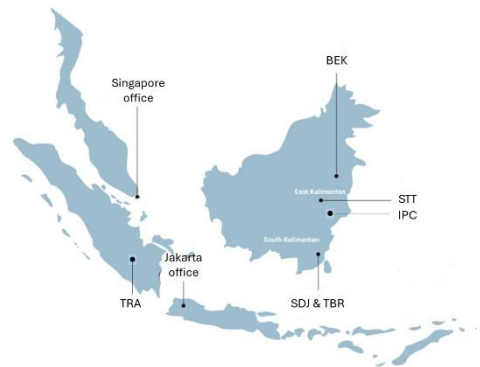 BEK
Singapore
office
East Kalimantan
STT
IPC
South Kalimantan
Jakarta
office
TRA
SDJ & TBR